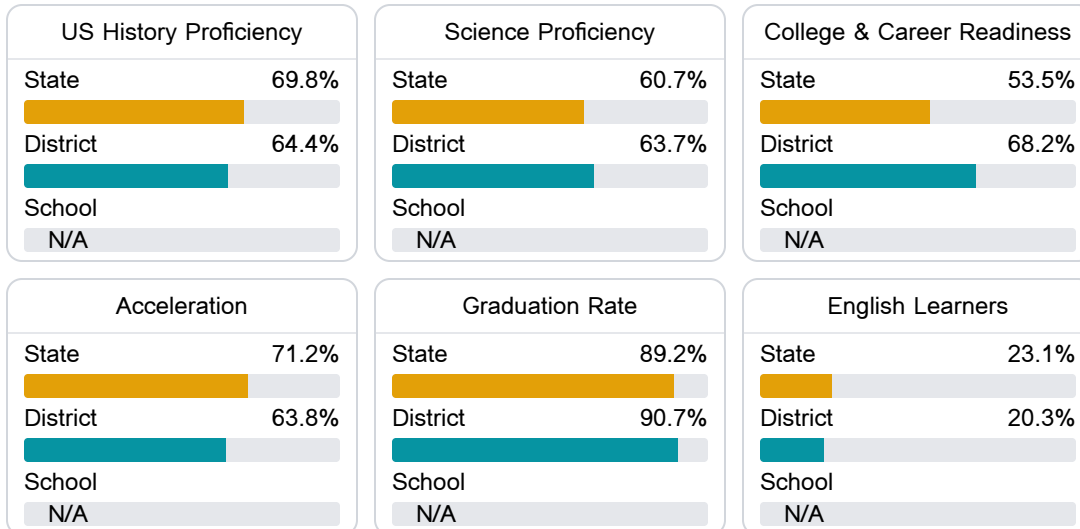 US History Proficiency
State 69.8%
District 64.4%
School
N/A
Science Proficiency
State 60.7%
District 63.7%
School
N/A
College & Career Readiness
State 53.5%
District 68.2%
School
N/A
Acceleration
State 71.2%
District 63.8%
School
N/A
Graduation Rate
State 89.2%
District 90.7%
School
N/A
English Learners
State 23.1%
District 20.3%
School
N/A